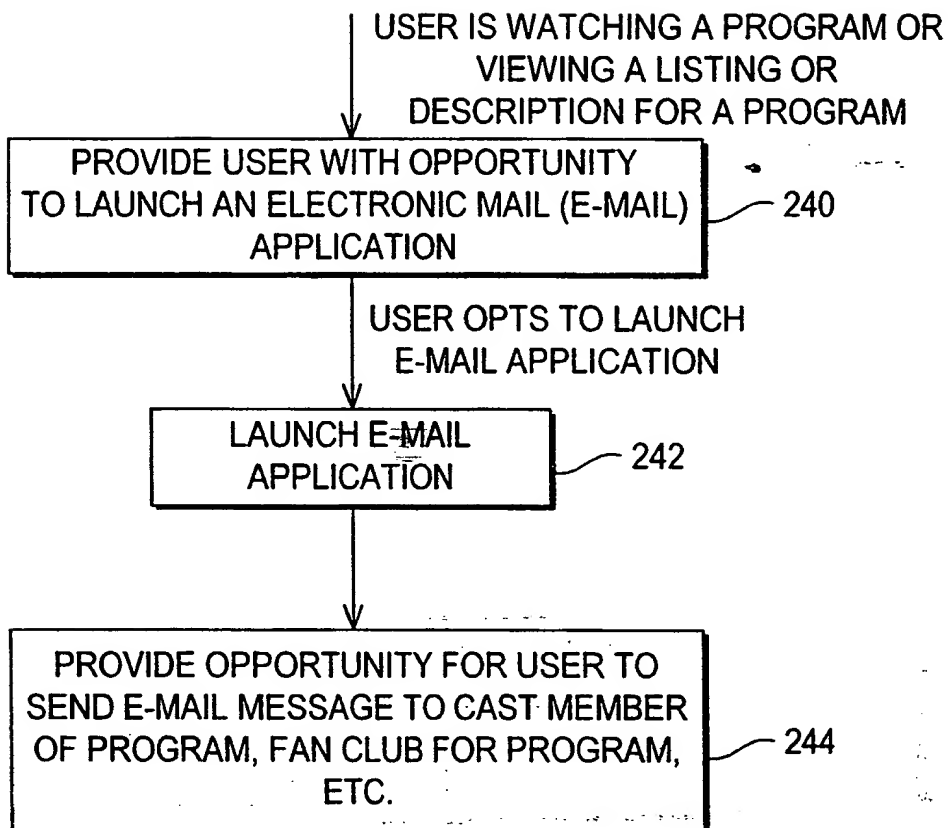 USER IS WATCHING A PROGRAM OR
VIEWING A LISTING OR
DESCRIPTION FOR A PROGRAM
PROVIDE USER WITH OPPORTUNITY
TO LAUNCH AN ELECTRONIC MAIL (E-MAIL)
APPLICATION
240
USER OPTS TO LAUNCH
E-MAIL APPLICATION
LAUNCH E-MAIL
APPLICATION
242
PROVIDE OPPORTUNITY FOR USER TO
SEND E-MAIL MESSAGE TO CAST MEMBER
OF PROGRAM, FAN CLUB FOR PROGRAM,
ETC.
244